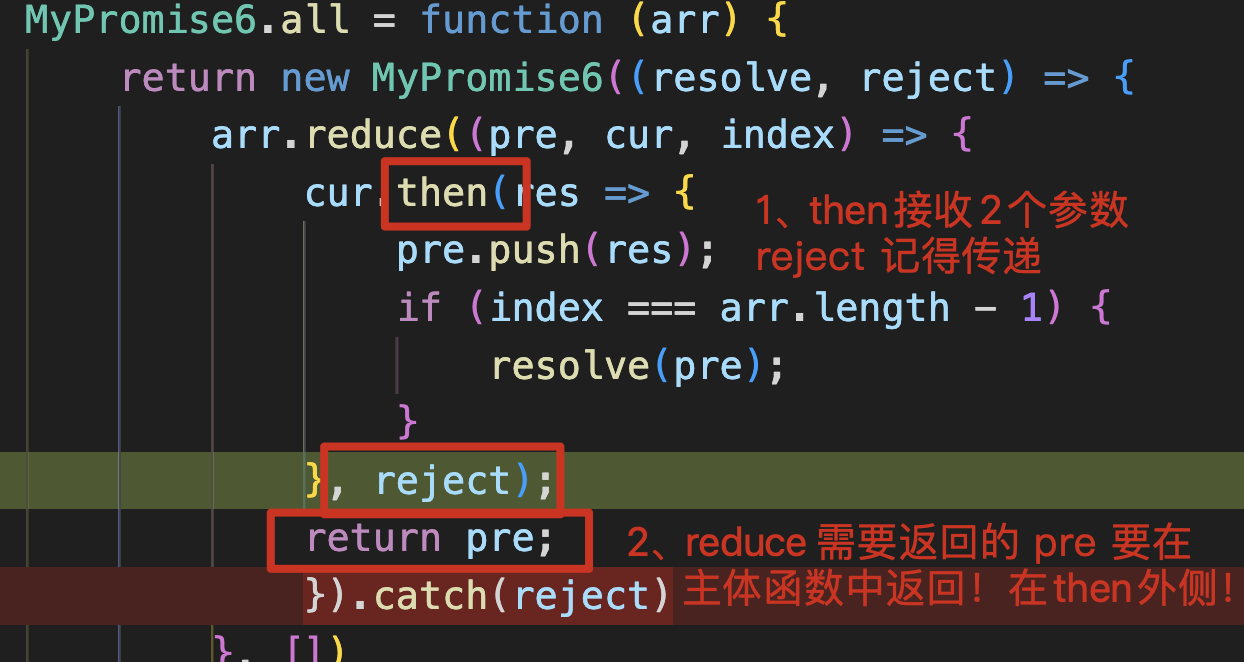 MyPromise6.all = function (arr) {
return new MyPromise6((resolve, reject) => {
arr.reduce((pre, cur, index) => {
cur.then(res => {
pre.push(res);
if (index === arr.length - 1) {
resolve(pre);
}
}, reject);
return pre;
}).catch(reject)
}, [])
1、then接收2个参数
reject 记得传递
2、reduce 需要返回的 pre 要在
主体函数中返回！在then外侧！